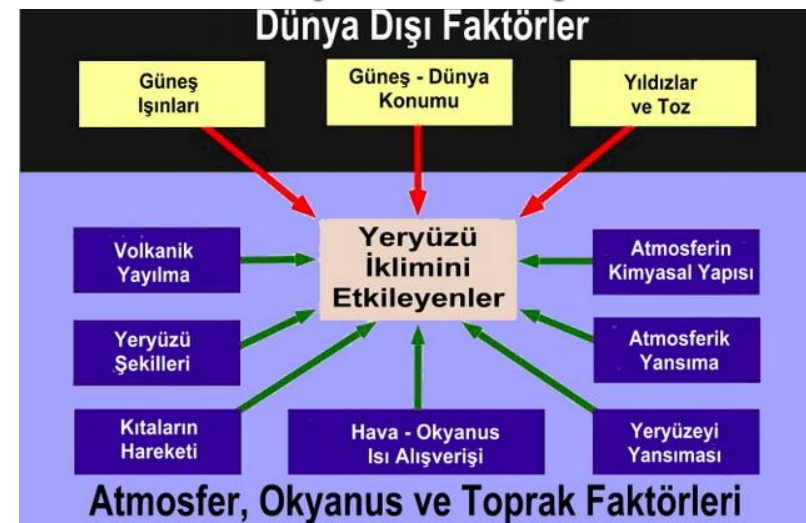 Dünya Dışı Faktörler
Güneş
Işınları
Güneş - Dünya
Konumu
Yıldızlar
ve Toz
Yeryüzü
İklimini
Etkileyenler
Volkanik
Yayılma
Atmosferin
Kimyasal Yapısı
Yeryüzü
Şekilleri
Atmosferik
Yansıma
Kıtaların
Hareketi
Hava - Okyanus
Isı Alışverişi
Yeryüzeyi
Yansıması
Atmosfer, Okyanus ve Toprak Faktörleri